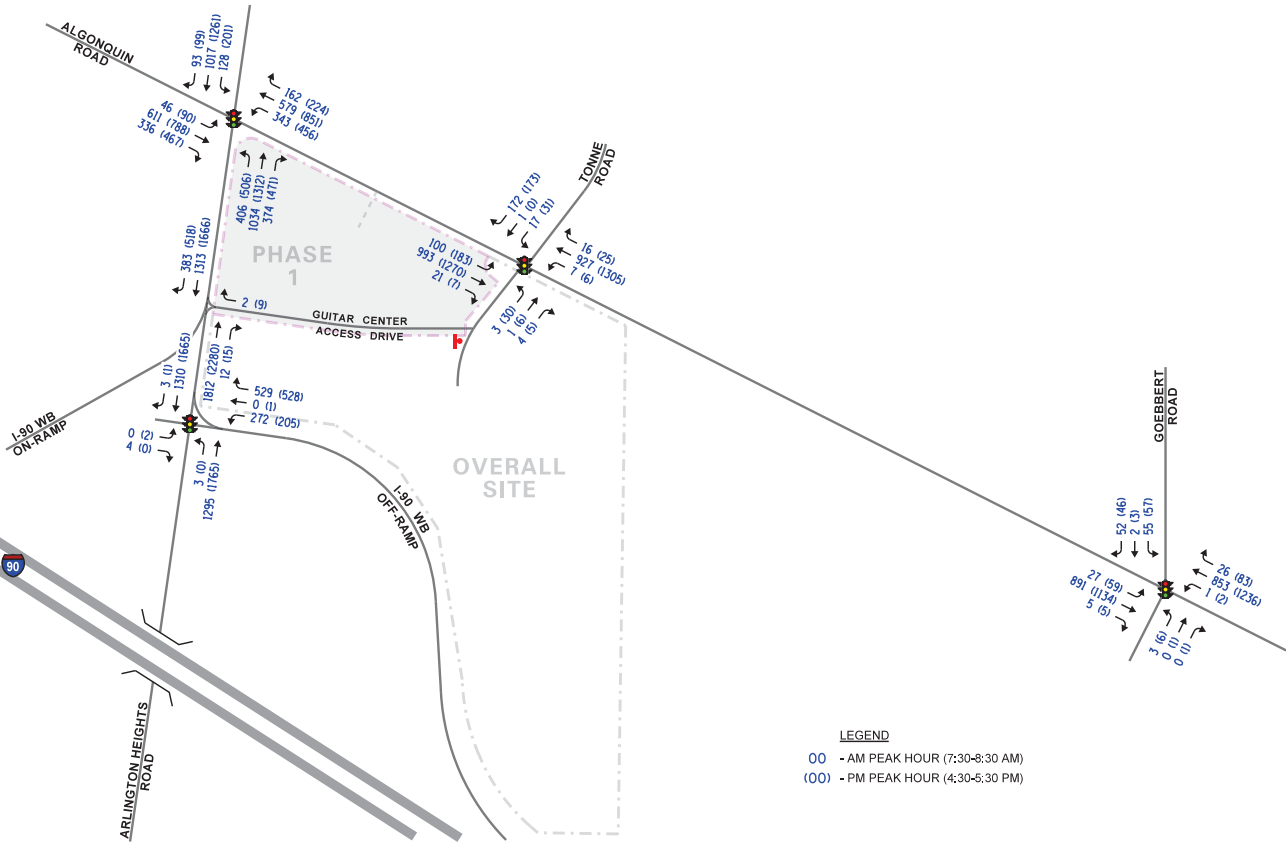 ALGONQUIN
ROAD
93 (99)
1017 (1261)
128 (201)
162 (224)
579 (851)
343 (456)
46 (90)
611 (788)
336 (467)
406 (506)
1034 (1312)
374 (471)
TONNE
ROAD
172 (173)
1 (0)
17 (31)
16 (25)
927 (1305)
7 (6)
100 (183)
993 (1270)
21 (7)
3 (30)
1 (6)
4 (5)
PHASE
1
383 (518)
1313 (1666)
2 (9)
GUITAR CENTER
ACCESS DRIVE
1812 (2280)
12 (15)
3 (1)
1310 (1665)
529 (528)
0 (1)
272 (205)
I-90 WB
ON-RAMP
0 (2)
4 (0)
3 (0)
1295 (1765)
OVERALL
SITE
I-90 WB
OFF-RAMP
GOEBBERT
ROAD
52 (46)
2 (3)
55 (57)
26 (83)
853 (1236)
1 (2)
27 (59)
891 (1134)
5 (5)
3 (6)
0 (1)
0 (1)
90
ARLINGTON HEIGHTS
ROAD
LEGEND
00 - AM PEAK HOUR (7:30-8:30 AM)
(00) - PM PEAK HOUR (4:30-5:30 PM)